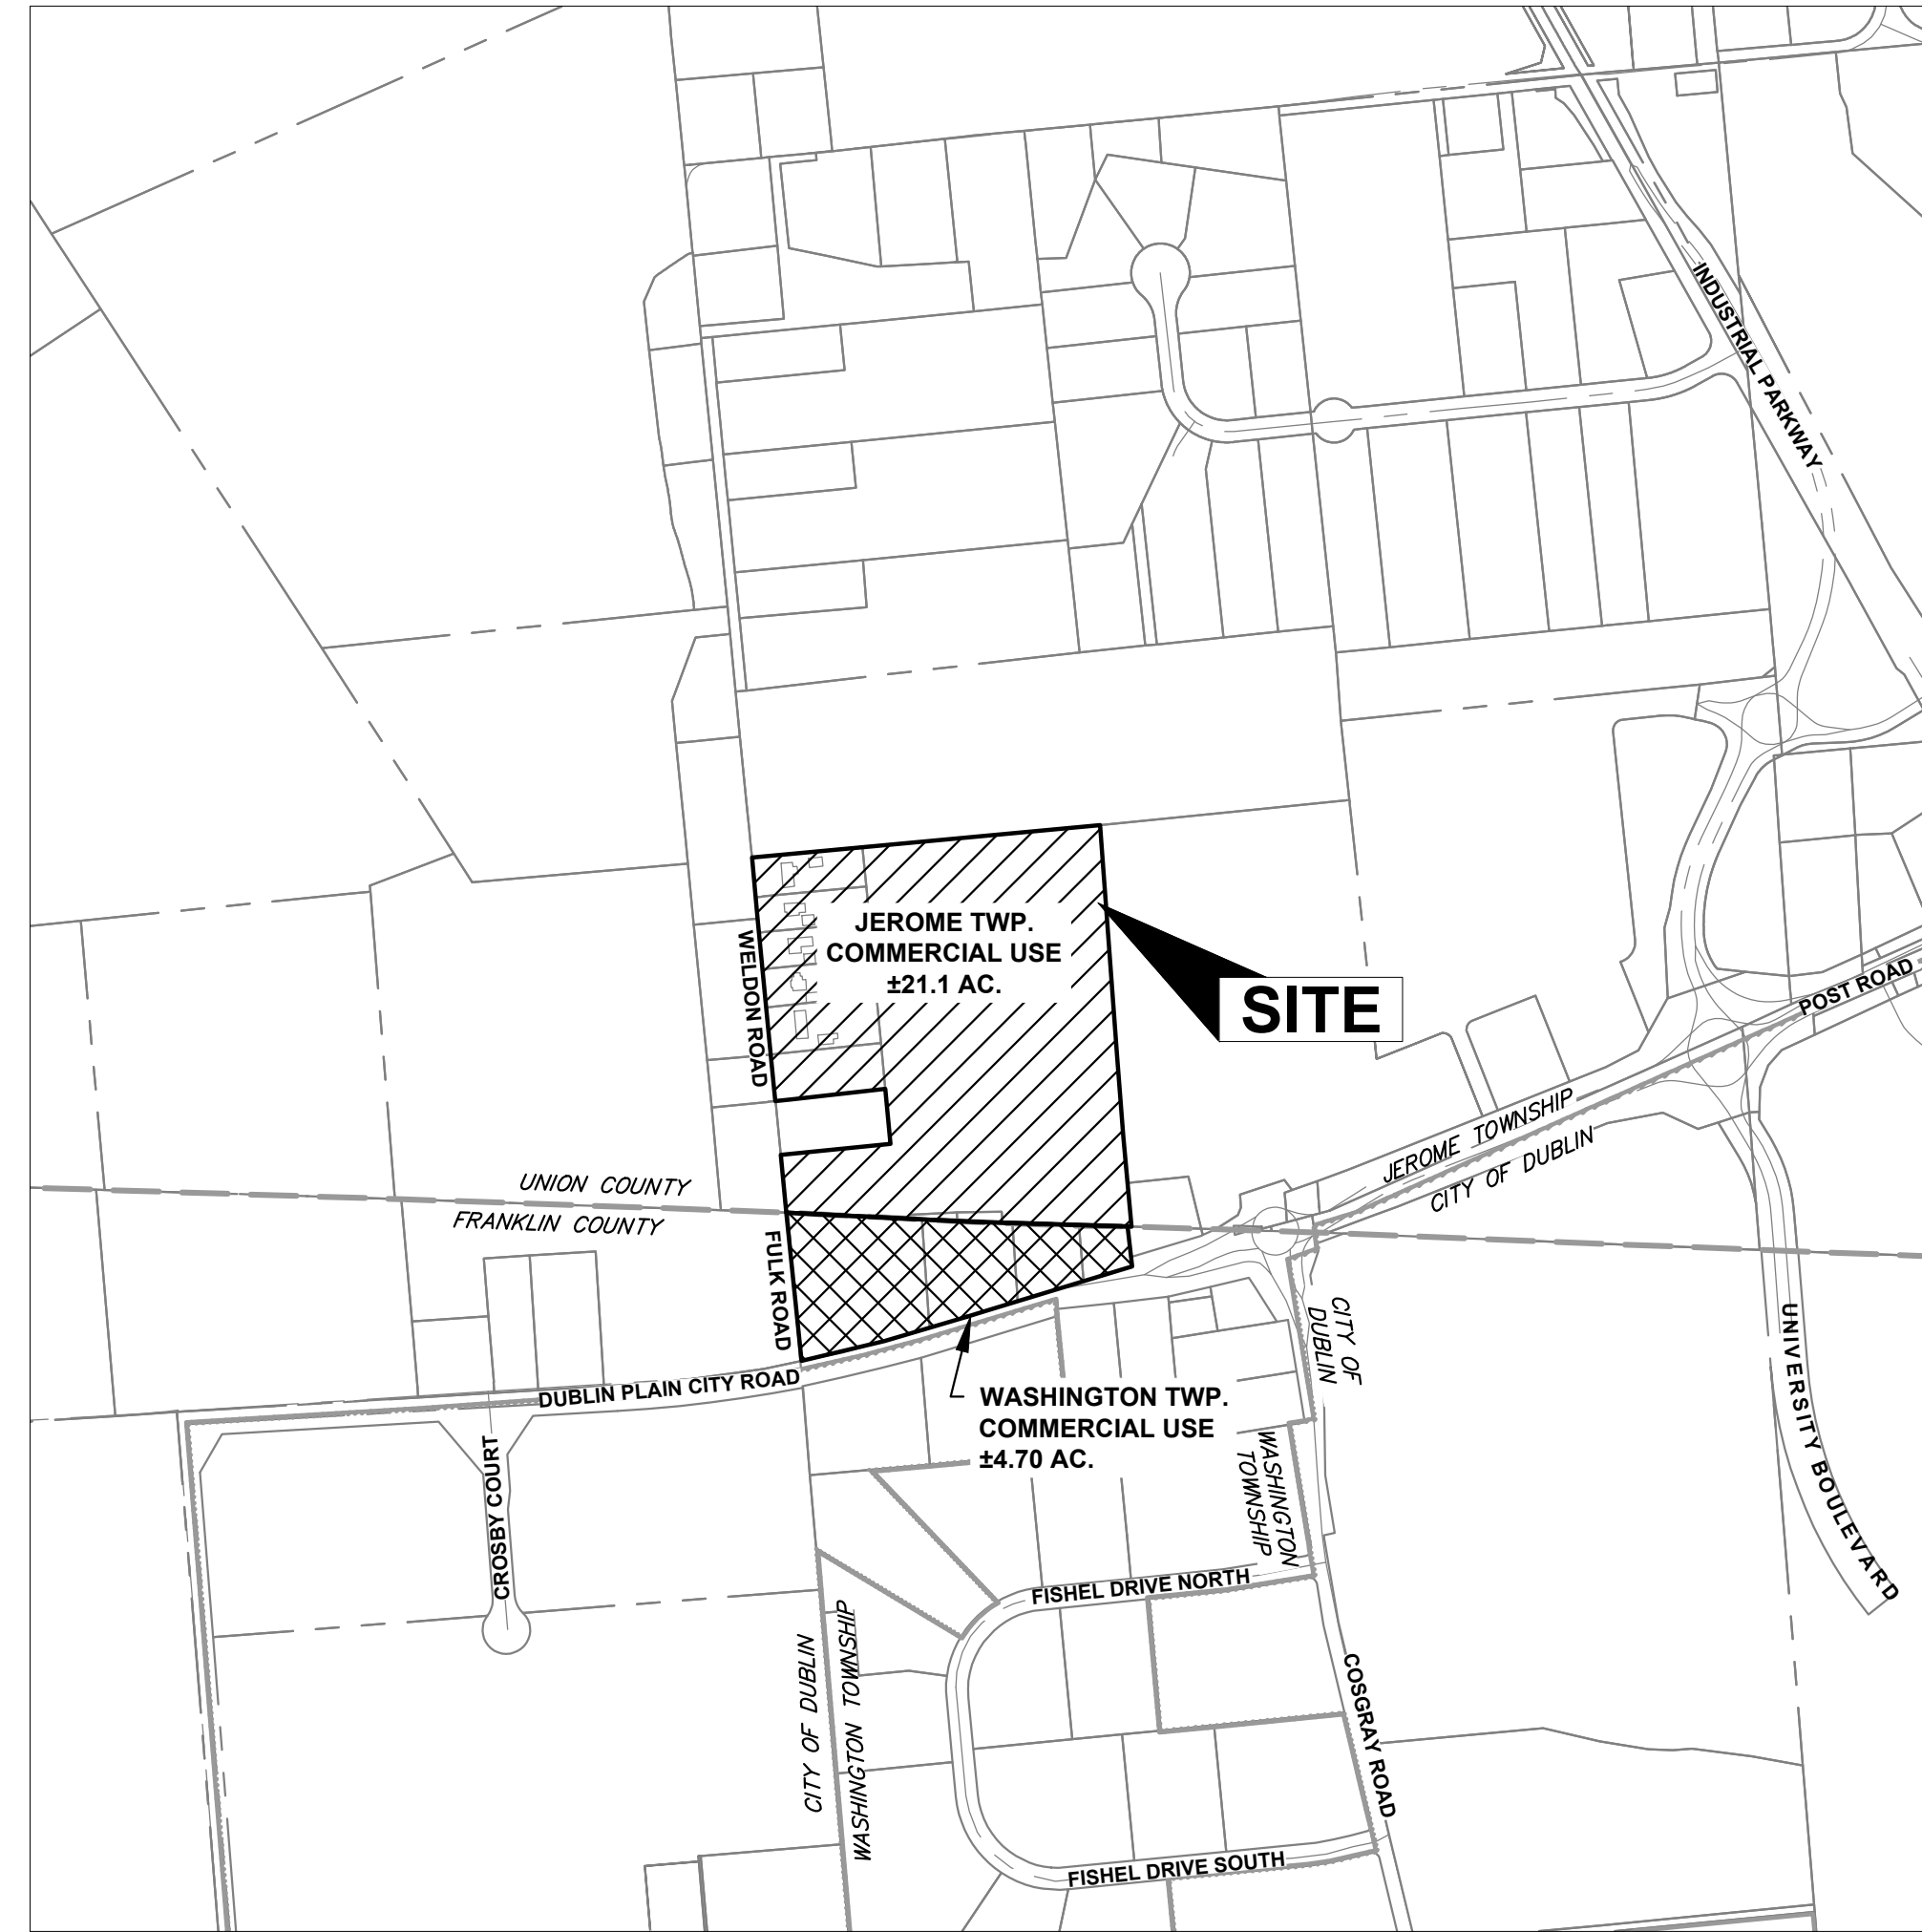 INDUSTRIAL PARKWAY
JEROME TWP.
COMMERCIAL USE
±21.1 AC.
WELDON ROAD
SITE
POST ROAD
JEROME TOWNSHIP
CITY OF DUBLIN
UNION COUNTY
FRANKLIN COUNTY
FULK ROAD
CITY OF
DUBLIN
UNIVERSITY BOULEVARD
DUBLIN PLAIN CITY ROAD
WASHINGTON TWP.
COMMERCIAL USE
±4.70 AC.
WASHINGTON
TOWNSHIP
CROSBY COURT
FISHEL DRIVE NORTH
CITY OF DUBLIN
WASHINGTON TOWNSHIP
COSGRAY ROAD
FISHEL DRIVE SOUTH